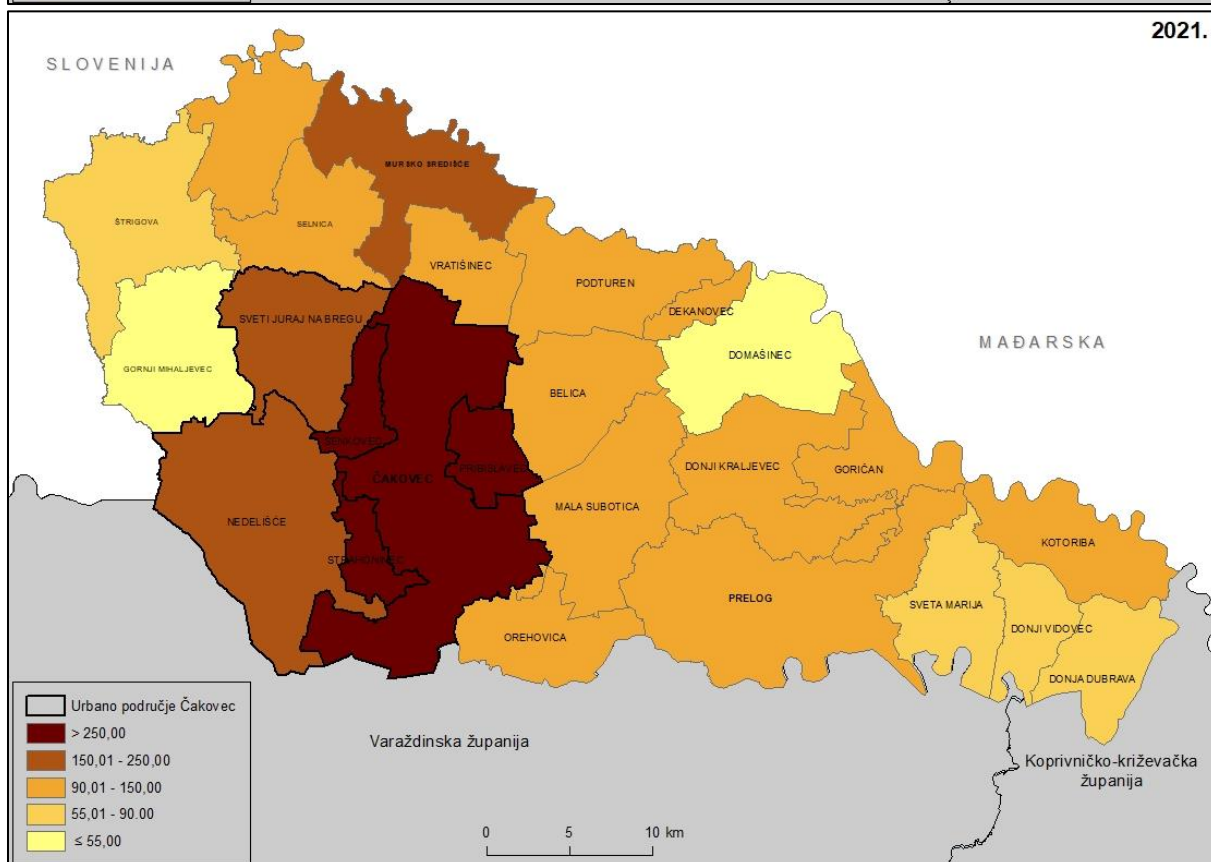 2021.
SLOVENIJA
MURSKO SREDIŠĆE
ŠTRIGOVA
SELNICA
VRATIŠINEC
PODTUREN
DEKANOVEC
SVETI JURAJ NA BREGU
MAĐARSKA
DOMAŠINEC
GORNJI MIHALJEVEC
BELICA
ŠENKOVEC
PRIBISLAVEC
DONJI KRALJEVEC
GORIČAN
ČAKOVEC
MALA SUBOTICA
NEDELIŠĆE
KOTORIBA
STRAHONINEC
PRELOG
SVETA MARIJA
DONJI VIDOVEC
OREHOVICA
DONJA DUBRAVA
Urbano područje Čakovec
> 250,00
150,01 - 250,00
90,01 - 150,00
55,01 - 90.00
≤ 55,00
Varaždinska županija
Koprivničko-križevačka
županija
0 5 10 km